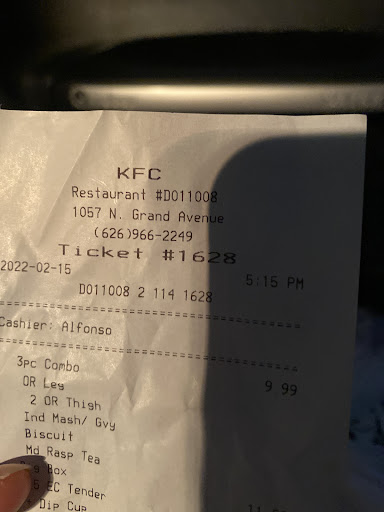 KFC
Restaurant #D011008
1057 N. Grand Avenue
(626)966-2249
Ticket #1628
2022-02-15 5:15 PM
D011008 2 114 1628
================================
Cashier: Alfonso
================================
3pc Combo 9 99
OR Leg
2 OR Thigh
Ind Mash/ Gvy
Biscuit
Md Rasp Tea
Box
EC Tender
Dip Cup